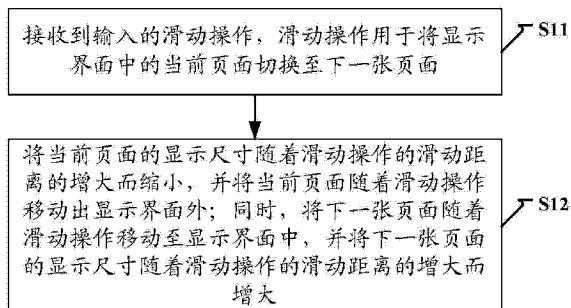 接收到输入的滑动操作，滑动操作用于将显示
界面中的当前页面切换至下一张页面
S11
将当前页面的显示尺寸随着滑动操作的滑动距
离的增大而缩小，并将当前页面随着滑动操作
移动出显示界面外；同时，将下一张页面随着
滑动操作移动至显示界面中，并将下一张页面
的显示尺寸随着滑动操作的滑动距离的增大而
增大
S12